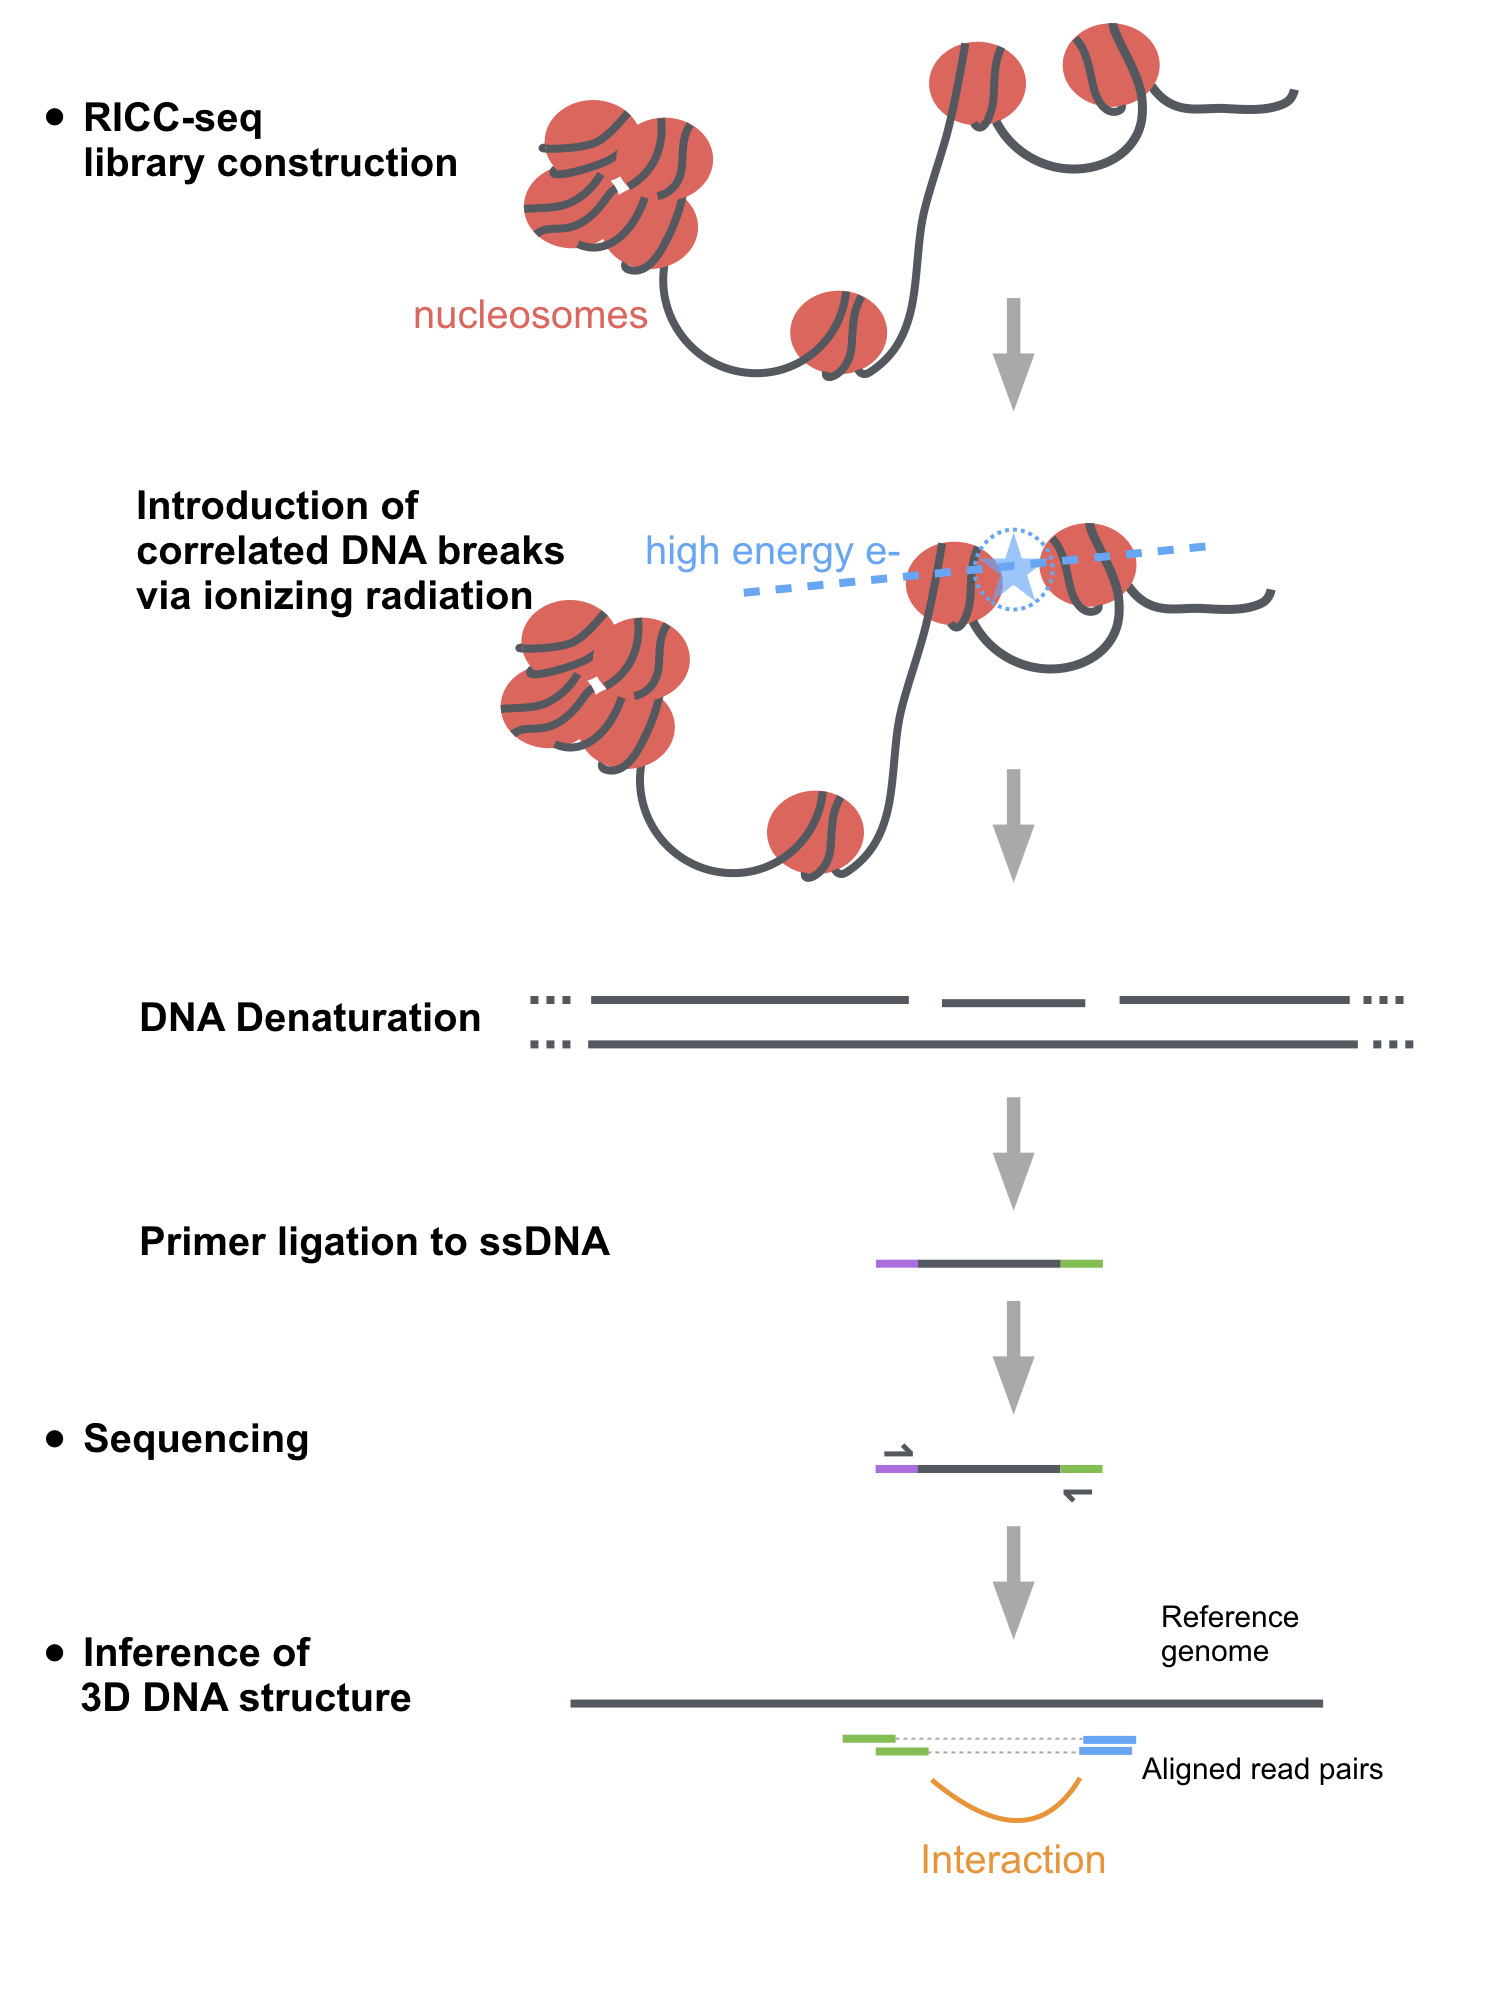 • RICC-seq
library construction
nucleosomes
Introduction of
correlated DNA breaks
via ionizing radiation
high energy e-
DNA Denaturation
Primer ligation to ssDNA
• Sequencing
• Inference of
3D DNA structure
Reference
genome
Aligned read pairs
Interaction